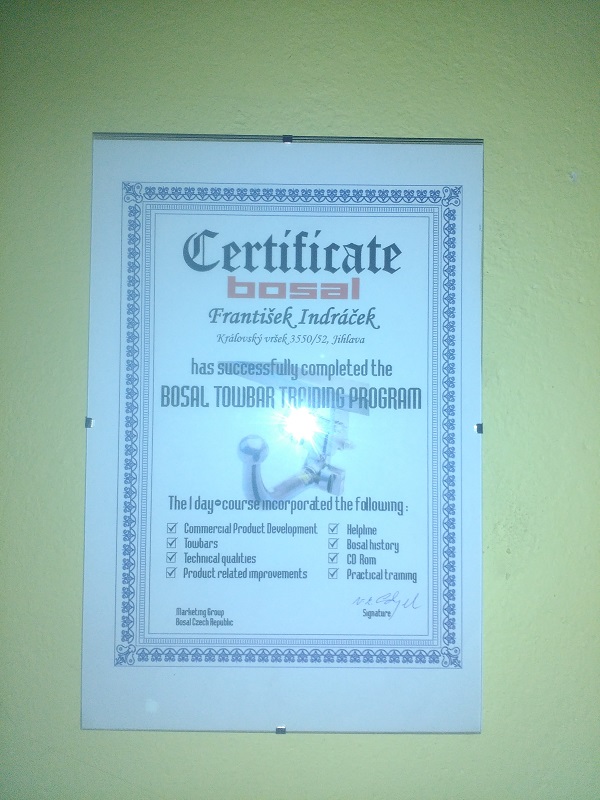 Certificate
bosal
František Indráček
Královský vršek 3550/52, Jihlava
has successfully completed the
BOSAL TOWBAR TRAINING PROGRAM
The 1 day course incorporated the following :
Commercial Product Development
Towbars
Technical qualities
Product related improvements
Helpline
Bosal history
CD Rom
Practical training
Marketing Group
Bosal Czech Republic
Signature